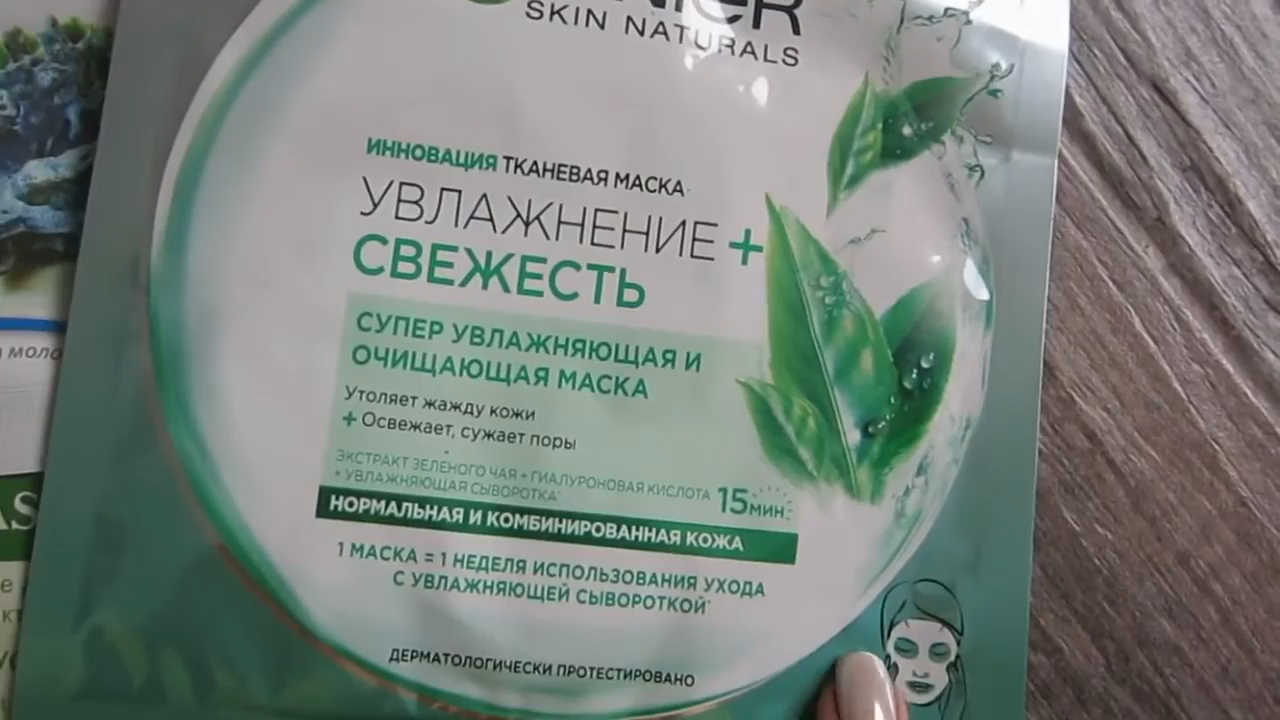 SKIN NATURALS
ИННОВАЦИЯ ТКАНЕВАЯ МАСКА
УВЛАЖНЕНИЕ +
СВЕЖЕСТЬ
СУПЕР УВЛАЖНЯЮЩАЯ И
ОЧИЩАЮЩАЯ МАСКА
Утоляет жажду кожи
+ Освежает, сужает поры
ЭКСТРАКТ ЗЕЛЕНОГО ЧАЯ + ГИАЛУРОНОВАЯ КИСЛОТА
+ УВЛАЖНЯЮЩАЯ СЫВОРОТКА*
15мин.
НОРМАЛЬНАЯ И КОМБИНИРОВАННАЯ КОЖА
1 МАСКА = 1 НЕДЕЛЯ ИСПОЛЬЗОВАНИЯ УХОДА
С УВЛАЖНЯЮЩЕЙ СЫВОРОТКОЙ*
ДЕРМАТОЛОГИЧЕСКИ ПРОТЕСТИРОВАНО